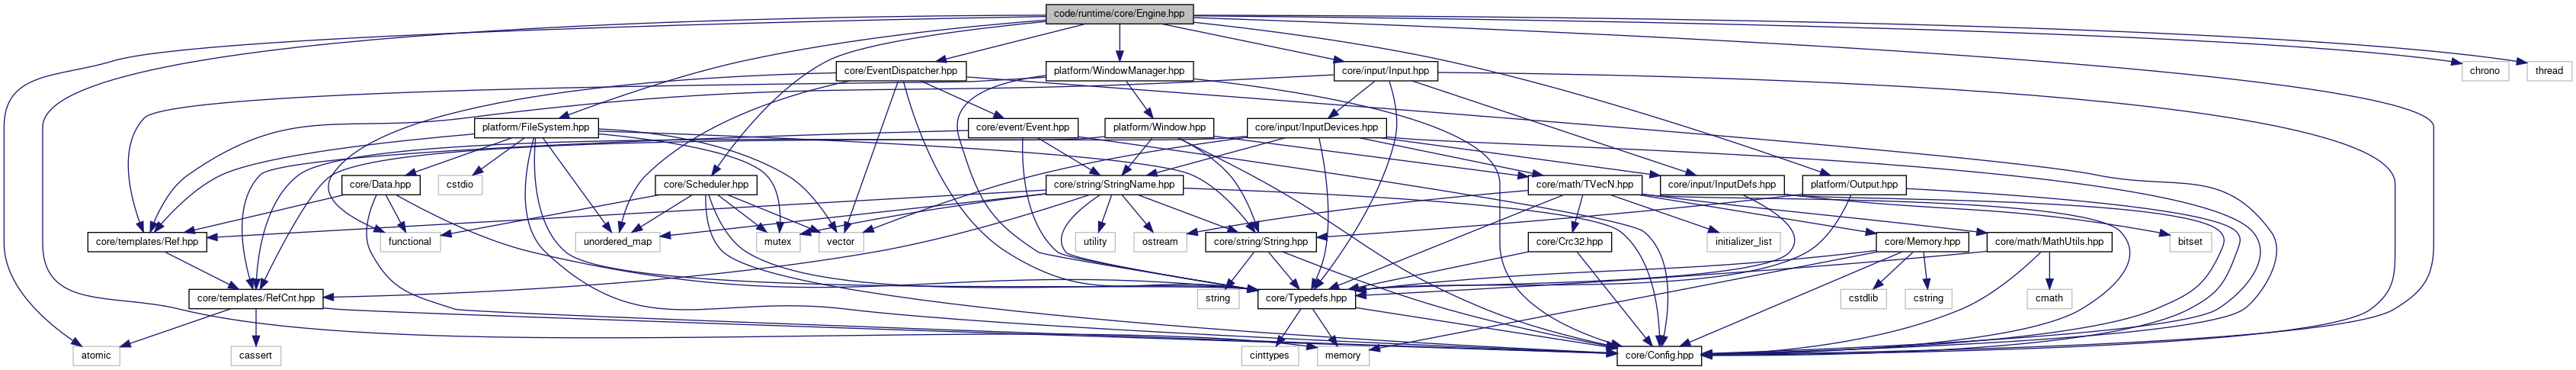 code/runtime/core/Engine.hpp
core/EventDispatcher.hpp
platform/WindowManager.hpp
core/input/Input.hpp
chrono
thread
platform/FileSystem.hpp
core/event/Event.hpp
platform/Window.hpp
core/input/InputDevices.hpp
core/Data.hpp
cstdio
core/Scheduler.hpp
core/string/StringName.hpp
core/math/TVecN.hpp
core/input/InputDefs.hpp
platform/Output.hpp
core/templates/Ref.hpp
functional
unordered_map
mutex
vector
utility
ostream
core/string/String.hpp
core/Crc32.hpp
initializer_list
core/Memory.hpp
core/math/MathUtils.hpp
bitset
core/templates/RefCnt.hpp
string
core/Typedefs.hpp
cstdlib
cstring
cmath
atomic
cassert
cinttypes
memory
core/Config.hpp